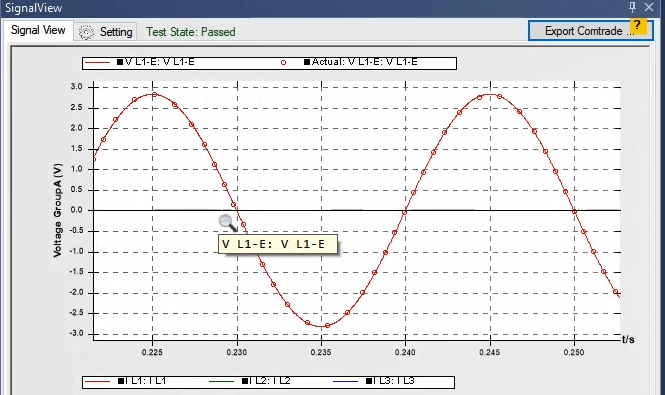 SignalView
Signal View Setting Test State: Passed Export Comtrade ... ?
V L1-E: V L1-E Actual: V L1-E: V L1-E
3.0
2.5
2.0
1.5
1.0
0.5
0.0
-0.5
-1.0
-1.5
-2.0
-2.5
-3.0
Voltage GroupA (V)
V L1-E: V L1-E
0.225 0.230 0.235 0.240 0.245 0.250
t/s
I L1: I L1 I L2: I L2 I L3: I L3